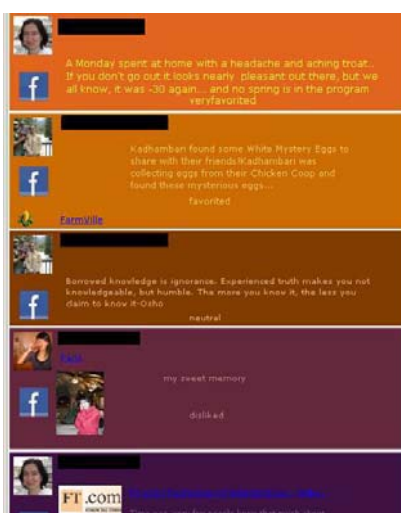 A Monday spent at home with a headache and aching troat..
If you don't go out it looks nearly pleasant out there, but we
all know, it was -30 again... and no spring is in the program
veryfavorited
Kadhambari found some White Mystery Eggs to
share with their friends!Kadhambari was
collecting eggs from their Chicken Coop and
found these mysterious eggs...
favorited
FarmVille
Borroved knowledge is ignorance. Experienced truth makes you not
knowledgeable, but humble. The more you know it, the less you
claim to know it-Osho
neutral
my sweet memory
disliked
FT.com